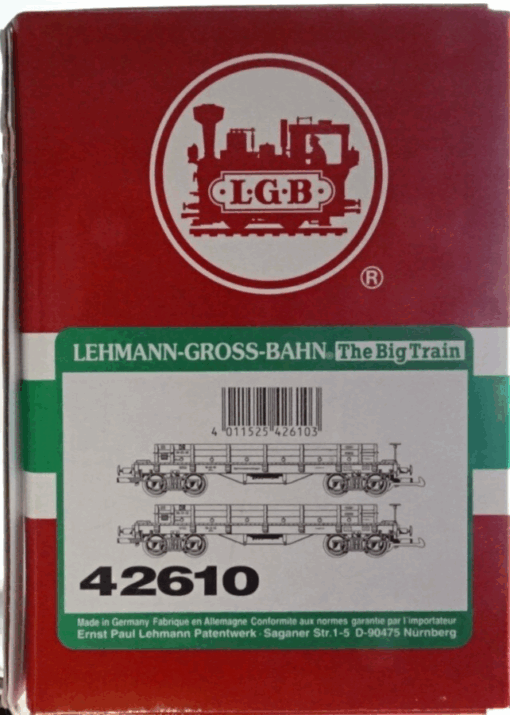 L·G·B
®
LEHMANN-GROSS-BAHN® The Big Train
4 011525 426103
42610
Made in Germany Fabrique en Allemagne Conformite aux normes garantie par l'importateur
Ernst Paul Lehmann Patentwerk · Saganer Str.1-5 D-90475 Nürnberg